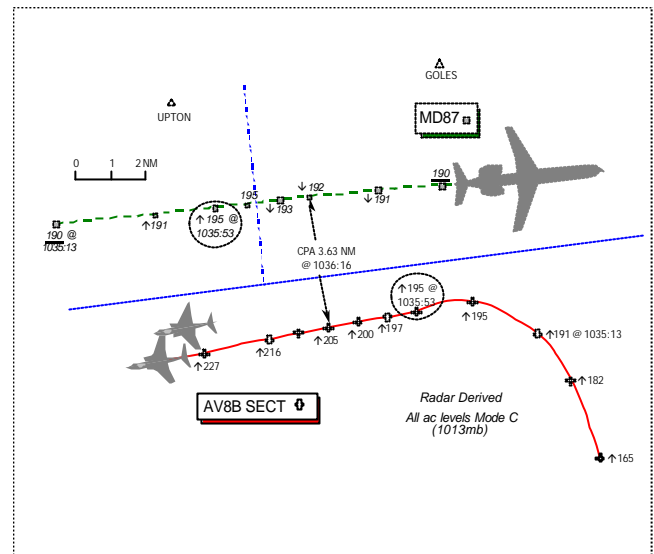 GOLES
UPTON
MD87
0 1 2 NM
190
↓192
195
↓193
↓191
↑191
↑195 @
1035:53
190 @
1035:13
CPA 3.63 NM
@ 1036:16
↑195 @
1035:53
↑195
↑197
↑200
↑205
↑216
↑227
↑191 @ 1035:13
↑182
↑165
AV8B SECT
Radar Derived
All ac levels Mode C
(1013mb)